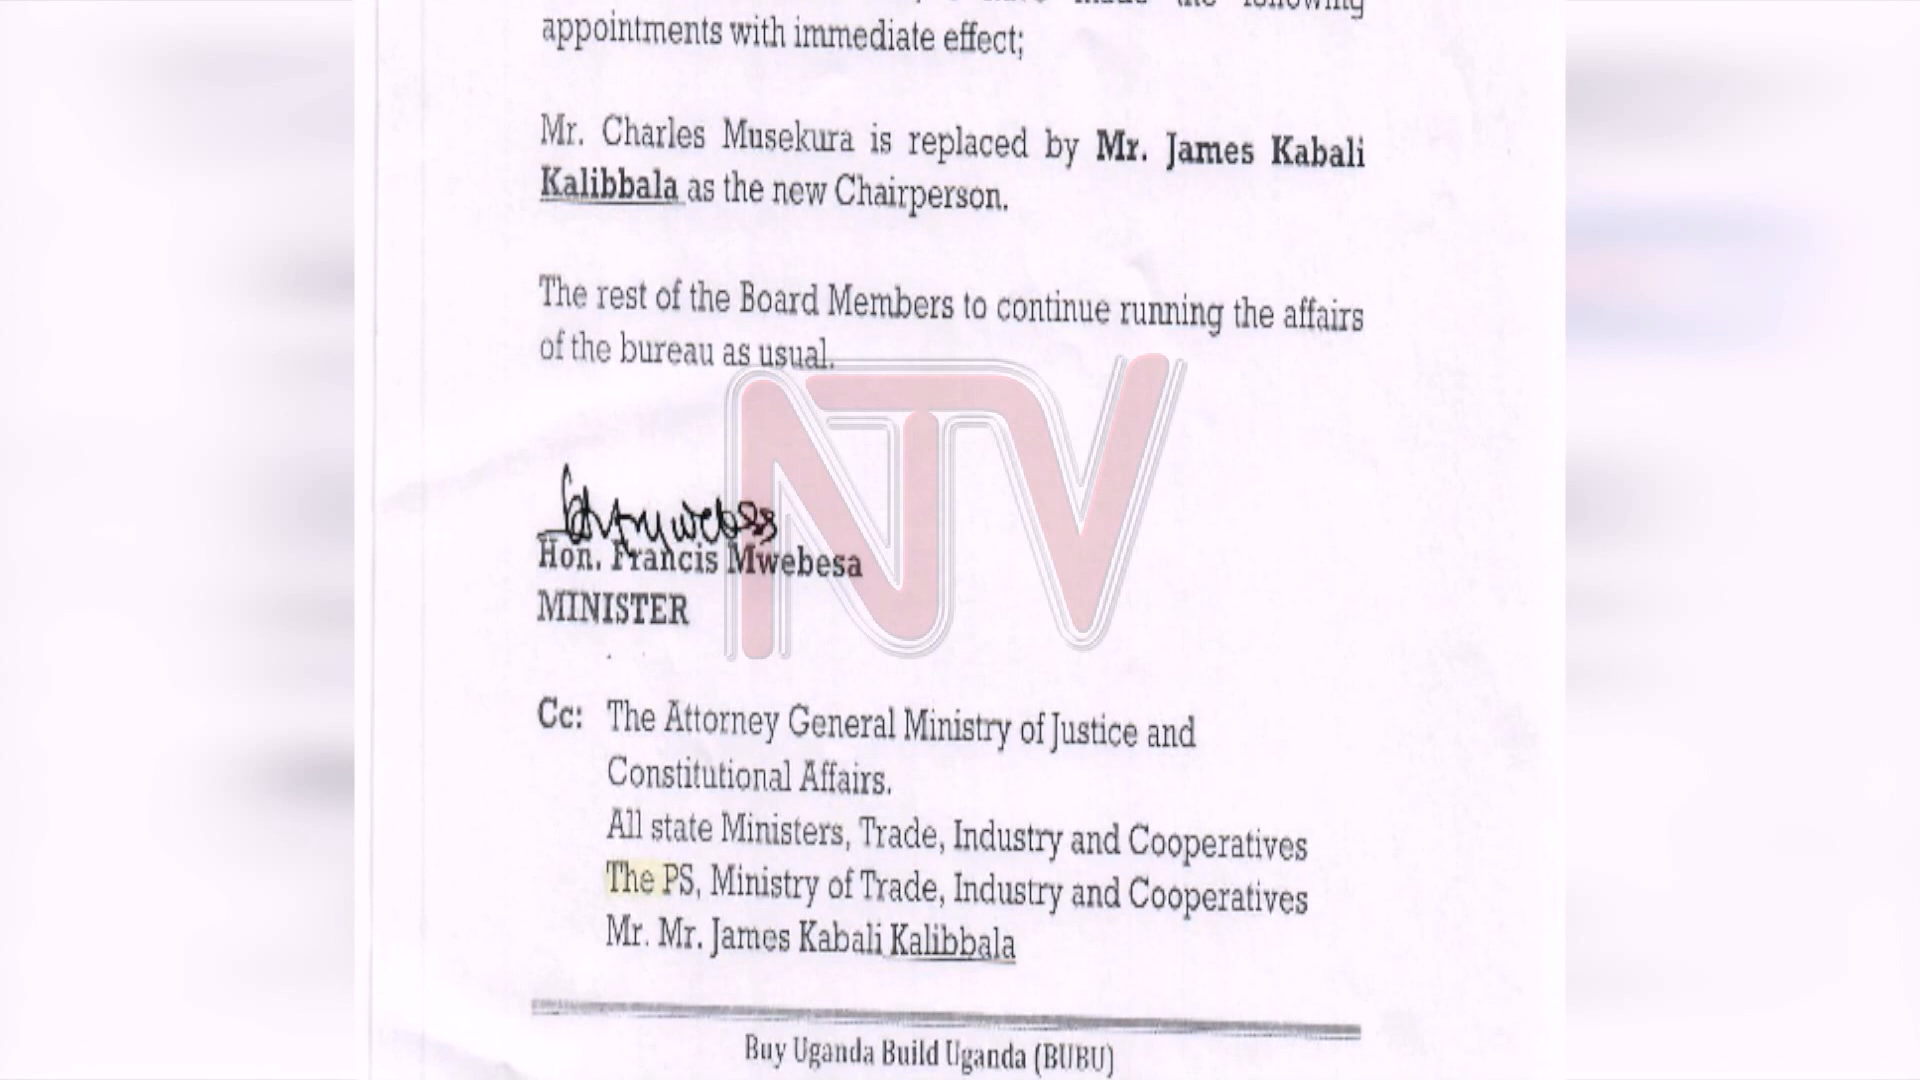 made the following
appointments with immediate effect;
Mr. Charles Musekura is replaced by Mr. James Kabali
Kalibbala as the new Chairperson.
The rest of the Board Members to continue running the affairs
of the bureau as usual.
NTV
Hon. Francis Mwebesa
MINISTER
Cc: The Attorney General Ministry of Justice and
Constitutional Affairs.
All state Ministers, Trade, Industry and Cooperatives
The PS, Ministry of Trade, Industry and Cooperatives
Mr. Mr. James Kabali Kalibbala
Buy Uganda Build Uganda (BUBU)